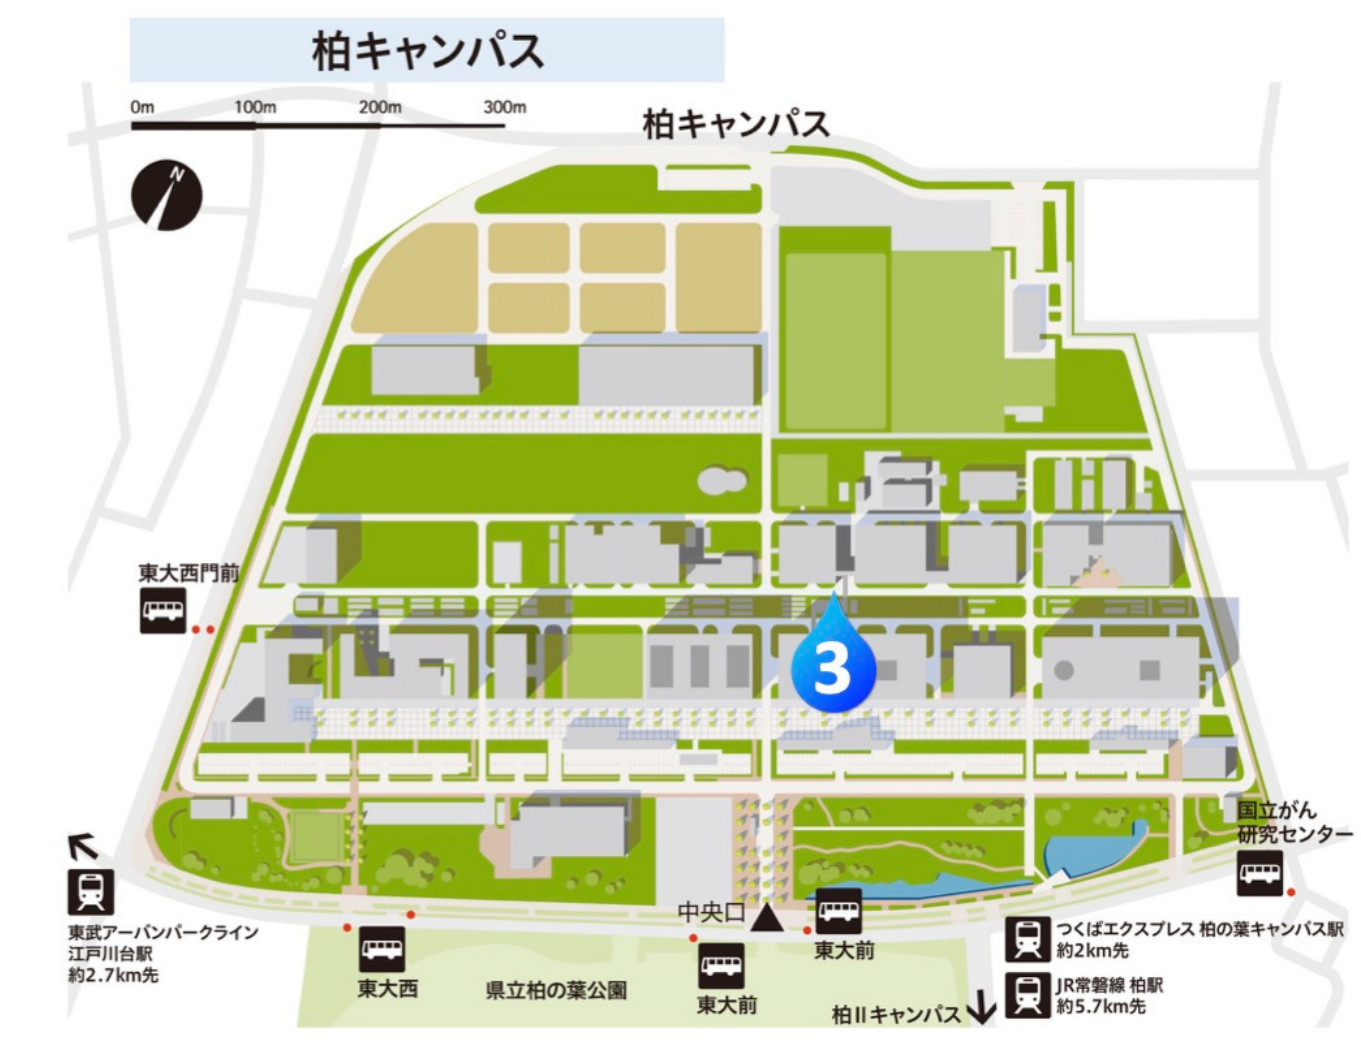 柏キャンパス
0m 100m 200m 300m
柏キャンパス
N
東大西門前
3
国立がん
研究センター
東武アーバンパークライン
江戸川台駅
約2.7km先
東大西
県立柏の葉公園
中央口
東大前
東大前
つくばエクスプレス 柏の葉キャンパス駅
約2km先
JR常磐線 柏駅
約5.7km先
柏IIキャンパス